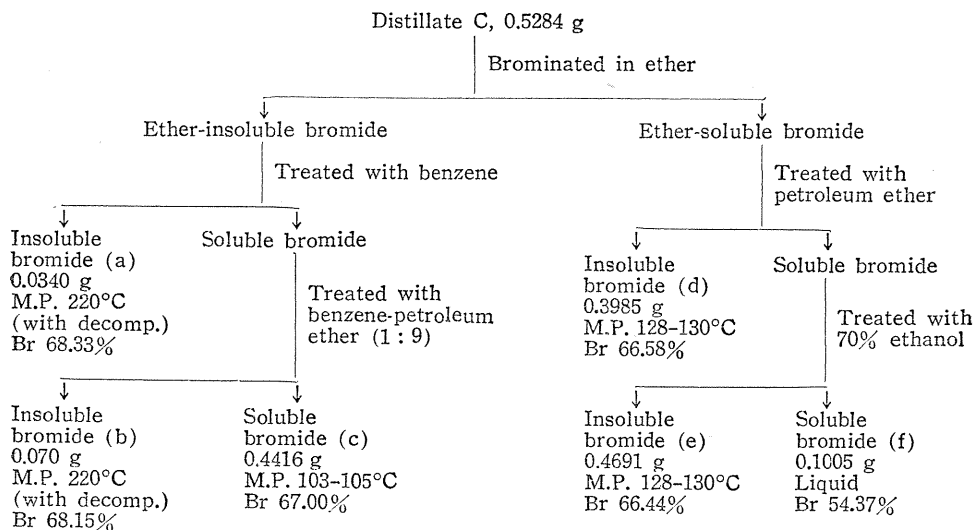 Distillate C, 0.5284 g
Brominated in ether
Ether-insoluble bromide
Ether-soluble bromide
Treated with benzene
Treated with
petroleum ether
Insoluble
bromide (a)
0.0340 g
M.P. 220°C
(with decomp.)
Br 68.33%
Soluble bromide
Treated with
benzene-petroleum
ether (1 : 9)
Insoluble
bromide (d)
0.3985 g
M.P. 128-130°C
Br 66.58%
Soluble bromide
Treated with
70% ethanol
Insoluble
bromide (b)
0.070 g
M.P. 220°C
(with decomp.)
Br 68.15%
Soluble
bromide (c)
0.4416 g
M.P. 103-105°C
Br 67.00%
Insoluble
bromide (e)
0.4691 g
M.P. 128-130°C
Br 66.44%
Soluble
bromide (f)
0.1005 g
Liquid
Br 54.37%